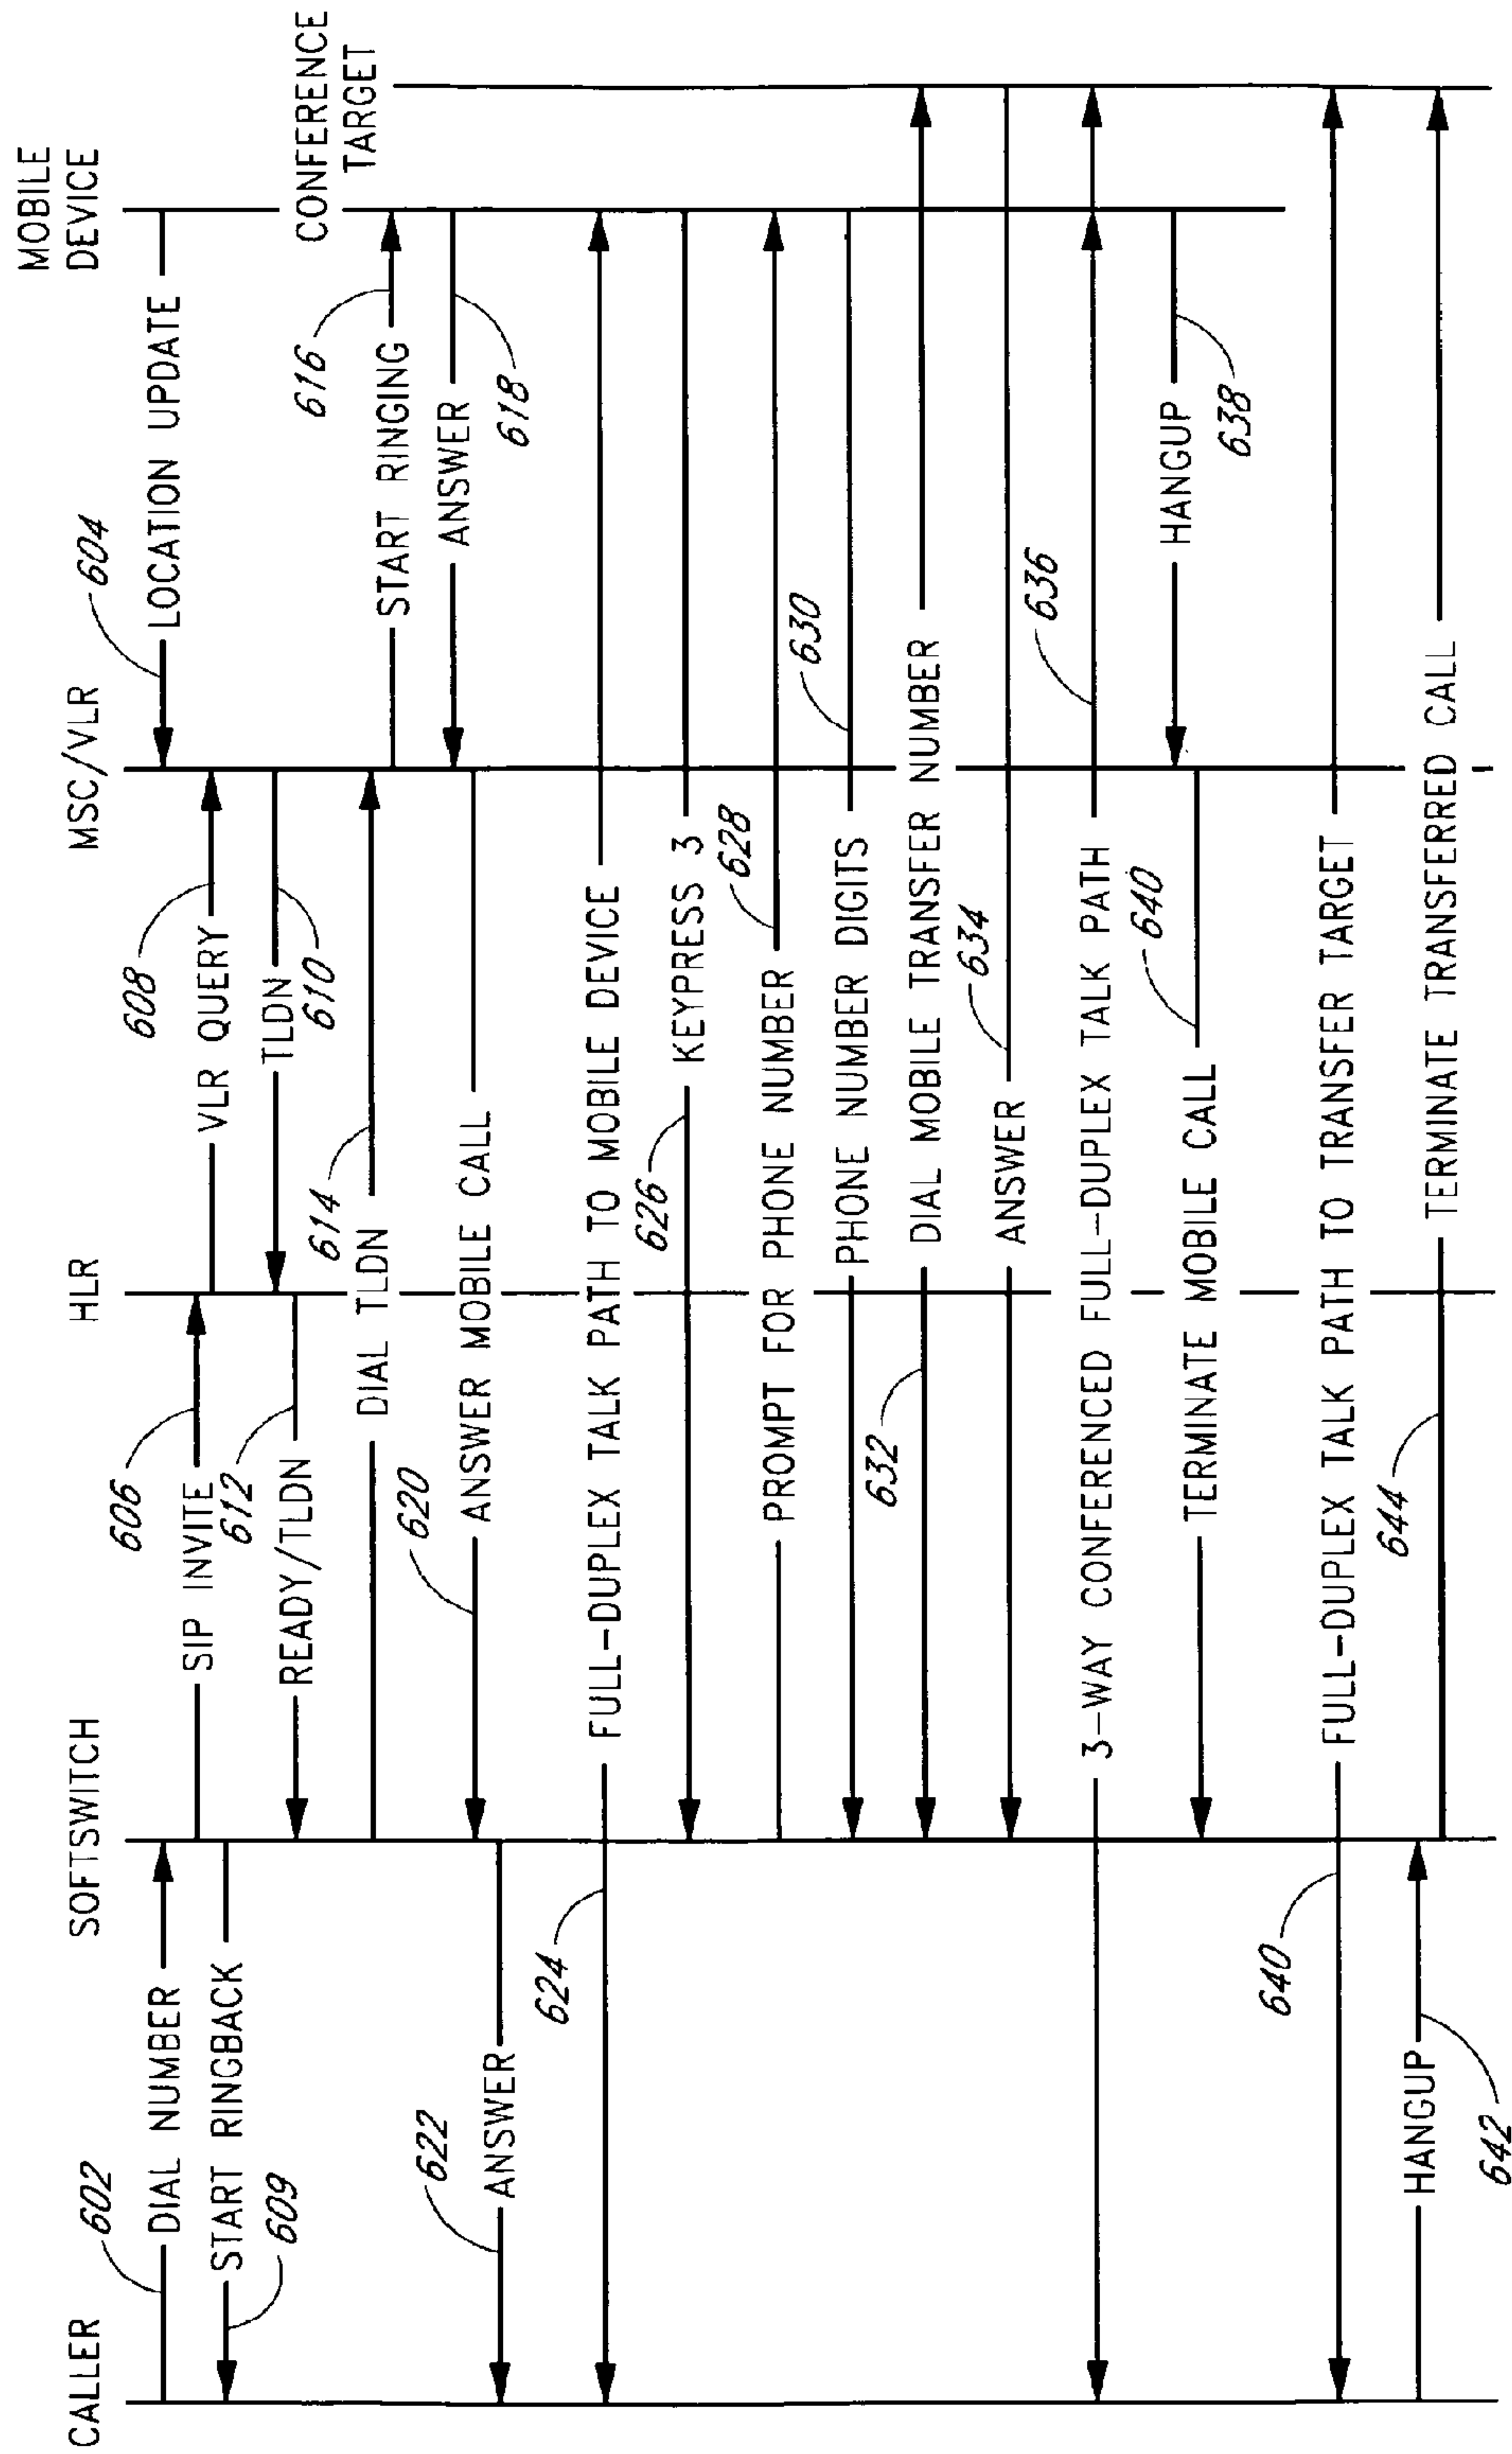 CALLER
SOFTSWITCH
HLR
MSC/VLR
MOBILE
DEVICE
CONFERENCE
TARGET
602
DIAL NUMBER
604
LOCATION UPDATE
606
SIP INVITE
608
VLR QUERY
START RINGBACK
609
TLDN
610
612
READY/TLDN
614
DIAL TLDN
616
START RINGING
ANSWER
618
620
ANSWER MOBILE CALL
622
ANSWER
624
FULL-DUPLEX TALK PATH TO MOBILE DEVICE
626
KEYPRESS 3
628
PROMPT FOR PHONE NUMBER
630
PHONE NUMBER DIGITS
632
DIAL MOBILE TRANSFER NUMBER
634
ANSWER
636
3-WAY CONFERENCED FULL-DUPLEX TALK PATH
HANGUP
638
640
TERMINATE MOBILE CALL
640
FULL-DUPLEX TALK PATH TO TRANSFER TARGET
HANGUP
642
644
TERMINATE TRANSFERRED CALL